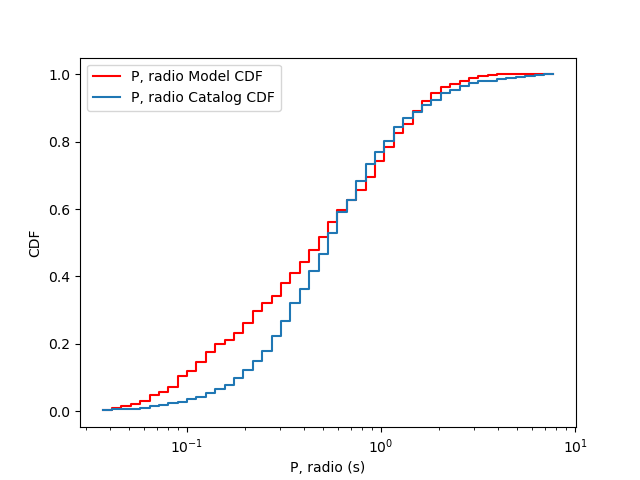 P, radio Model CDF
P, radio Catalog CDF
1.0
0.8
0.6
0.4
0.2
0.0
CDF
10⁻¹ 10⁰ 10¹
P, radio (s)